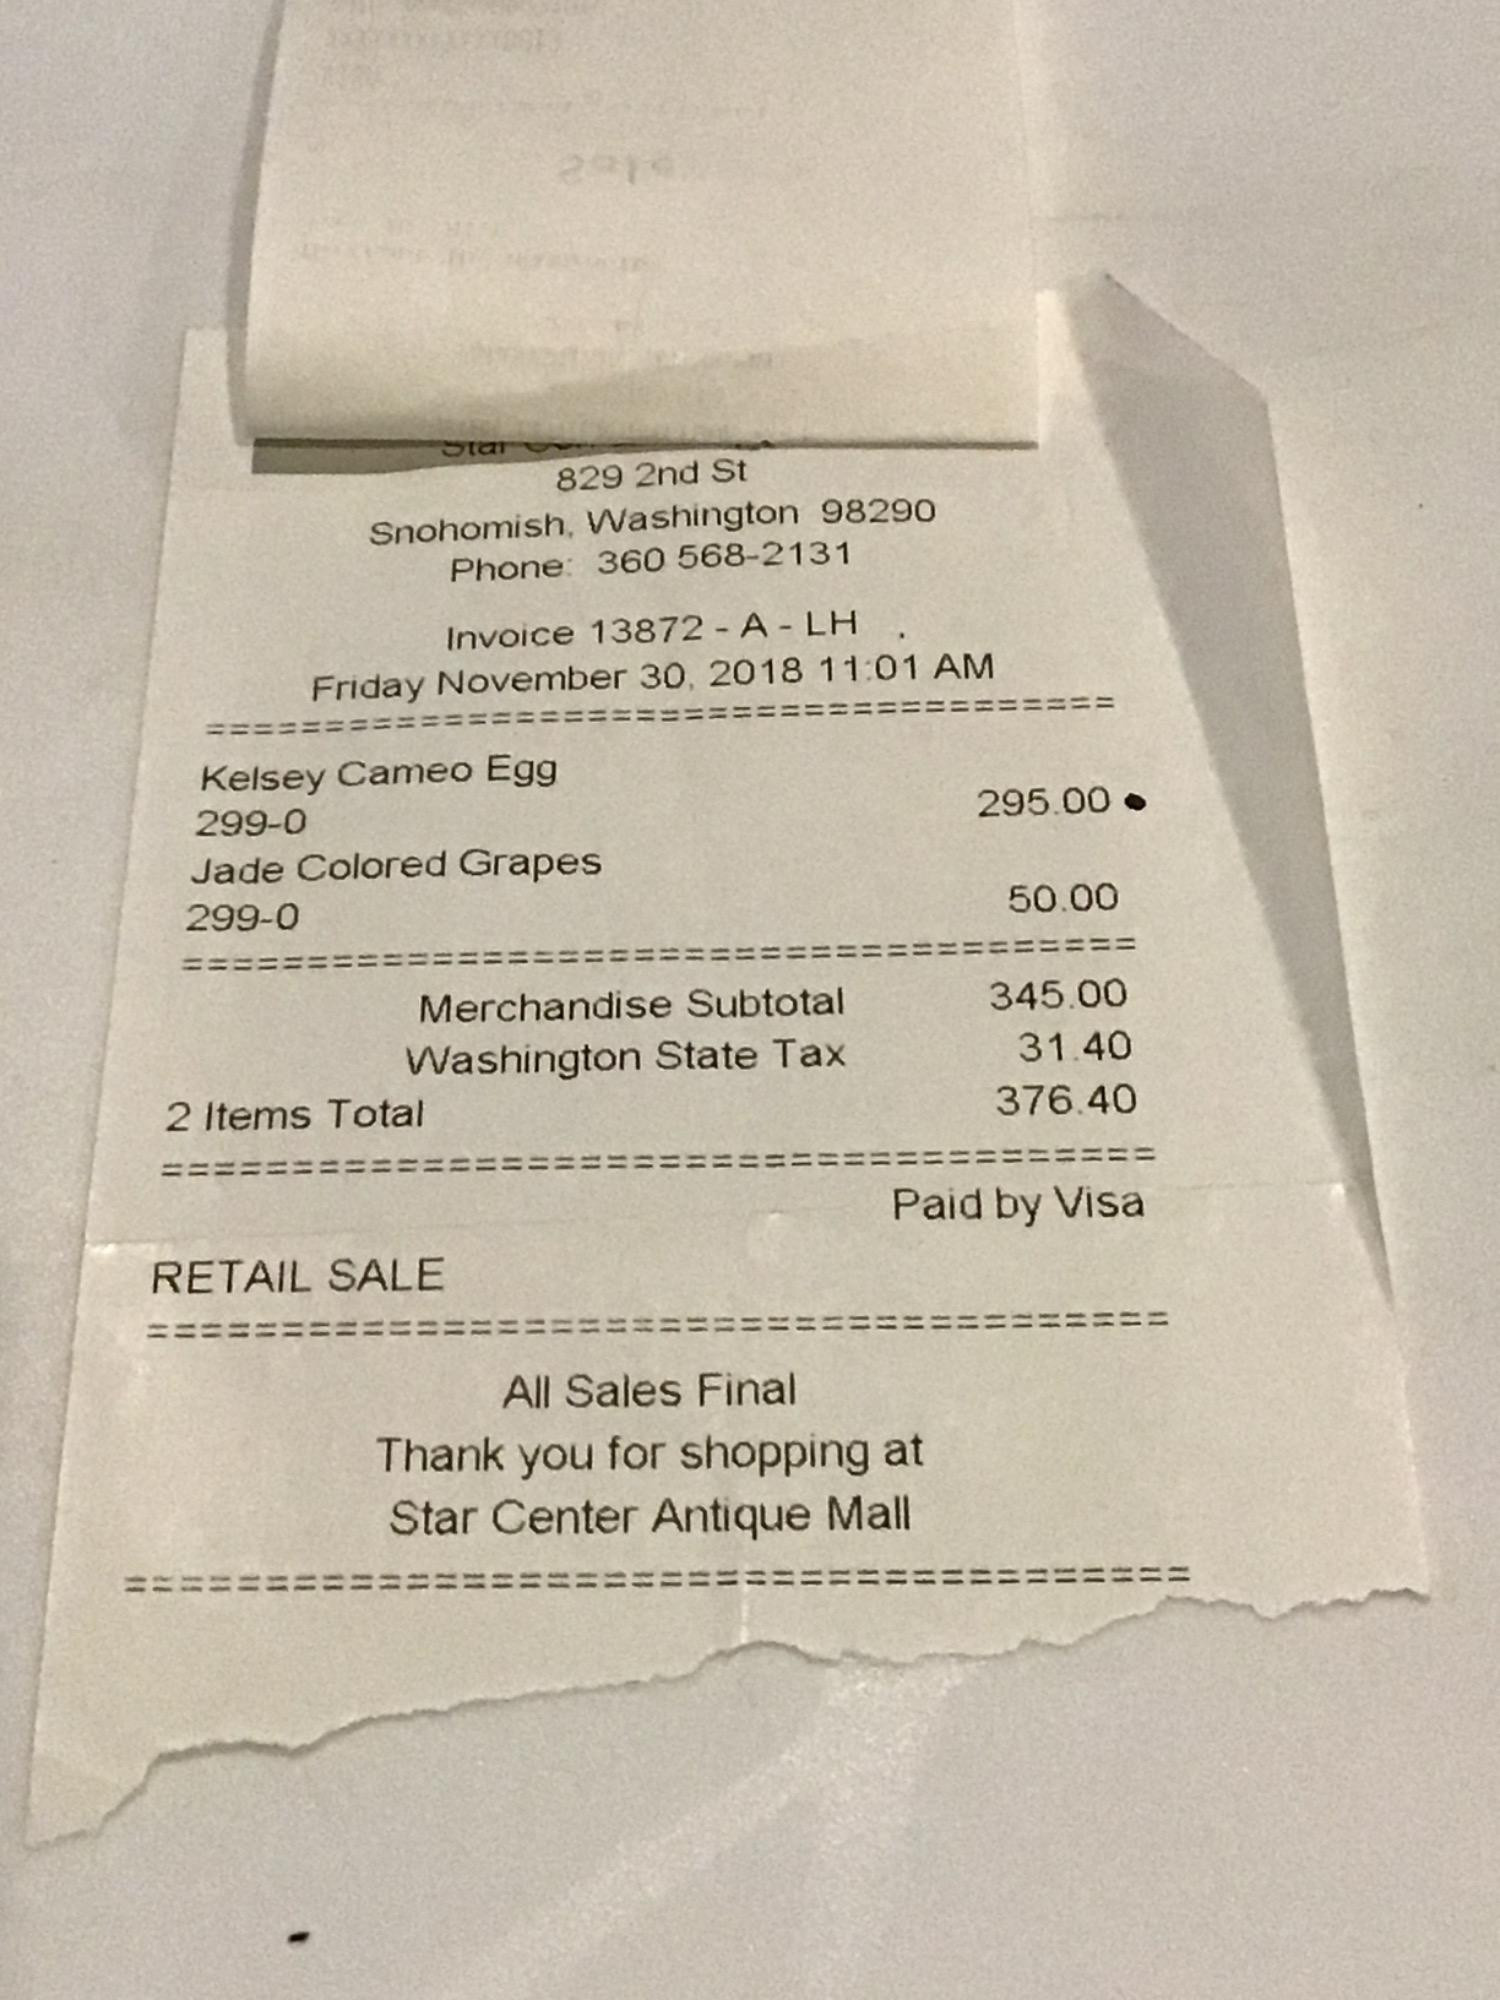 Star
829 2nd St
Snohomish, Washington 98290
Phone: 360 568-2131
Invoice 13872 - A - LH .
Friday November 30, 2018 11:01 AM
=====================================
Kelsey Cameo Egg
299-0 295.00
Jade Colored Grapes
299-0 50.00
=====================================
Merchandise Subtotal 345.00
Washington State Tax 31.40
2 Items Total 376.40
=====================================
Paid by Visa
RETAIL SALE
=====================================
All Sales Final
Thank you for shopping at
Star Center Antique Mall
=====================================